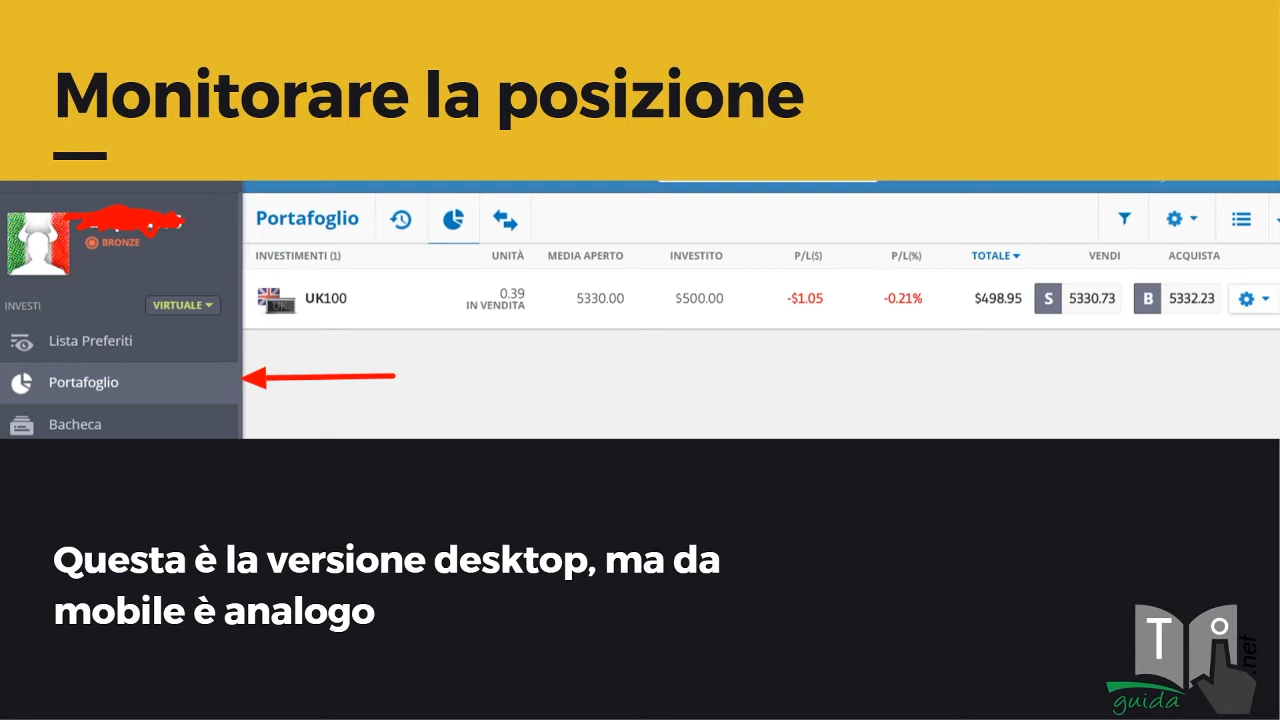 Monitorare la posizione
BRONZE
INVESTI
VIRTUALE
Lista Preferiti
Portafoglio
Bacheca
Portafoglio
INVESTIMENTI (1) UNITÀ MEDIA APERTO INVESTITO P/L($) P/L(%) TOTALE VENDI ACQUISTA
UK100 0.39 5330.00 $500.00 -$1.05 -0.21% $498.95 S 5330.73 B 5332.23
IN VENDITA
Questa è la versione desktop, ma da
mobile è analogo
T
guida
.net